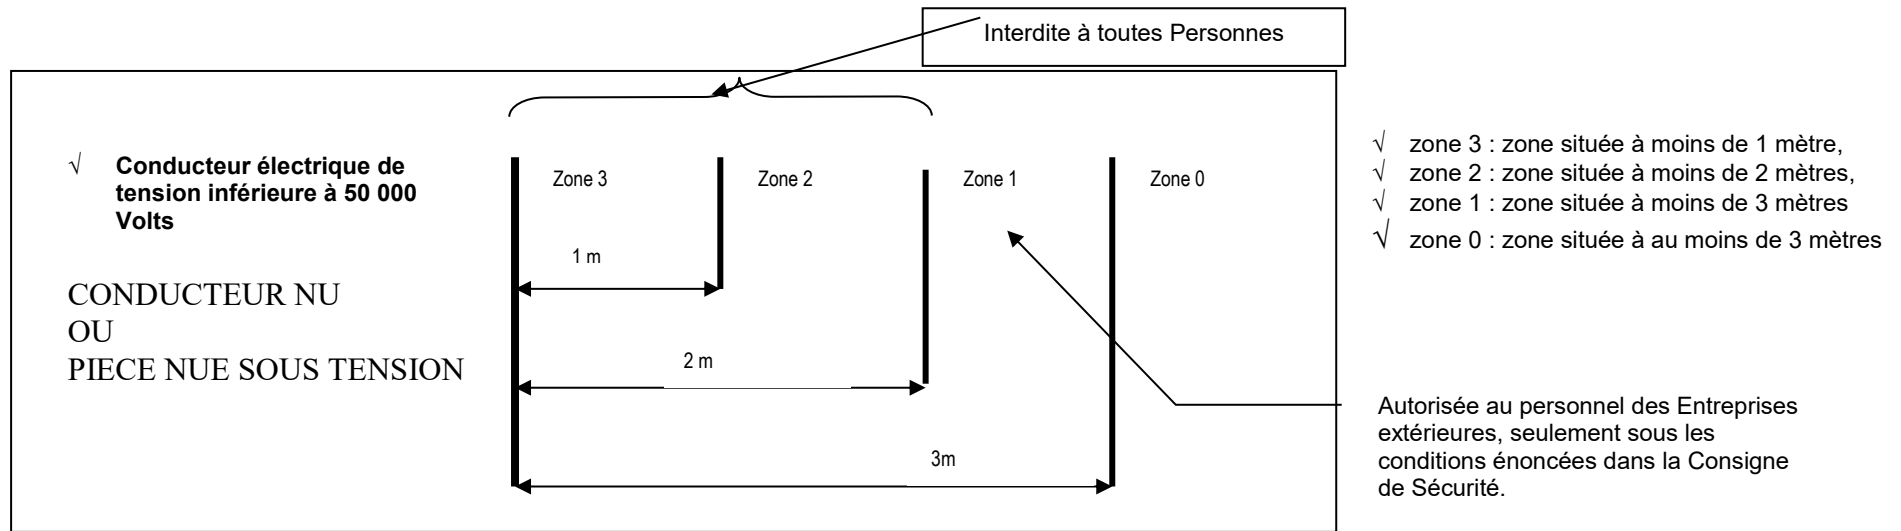 Interdite à toutes Personnes
√ Conducteur électrique de
tension inférieure à 50 000
Volts
CONDUCTEUR NU
OU
PIECE NUE SOUS TENSION
Zone 3
Zone 2
Zone 1
Zone 0
1 m
2 m
3m
√ zone 3 : zone située à moins de 1 mètre,
√ zone 2 : zone située à moins de 2 mètres,
√ zone 1 : zone située à moins de 3 mètres
√ zone 0 : zone située à au moins de 3 mètres
Autorisée au personnel des Entreprises
extérieures, seulement sous les
conditions énoncées dans la Consigne
de Sécurité.